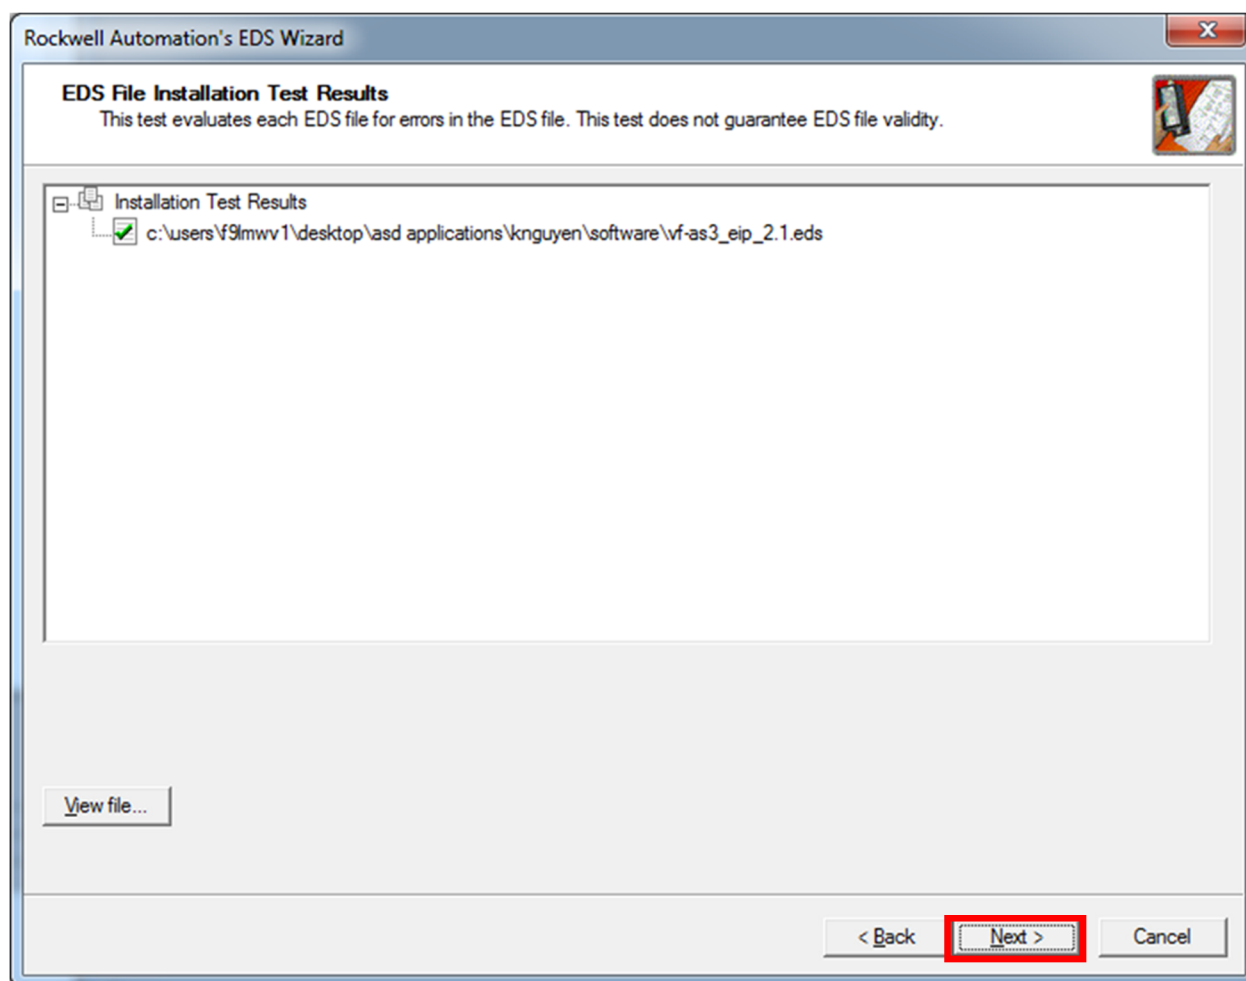 Rockwell Automation's EDS Wizard
EDS File Installation Test Results
This test evaluates each EDS file for errors in the EDS file. This test does not guarantee EDS file validity.
Installation Test Results
c:\users\f9lmwv1\desktop\asd applications\knguyen\software\vf-as3_eip_2.1.eds
View file...
< Back Next > Cancel